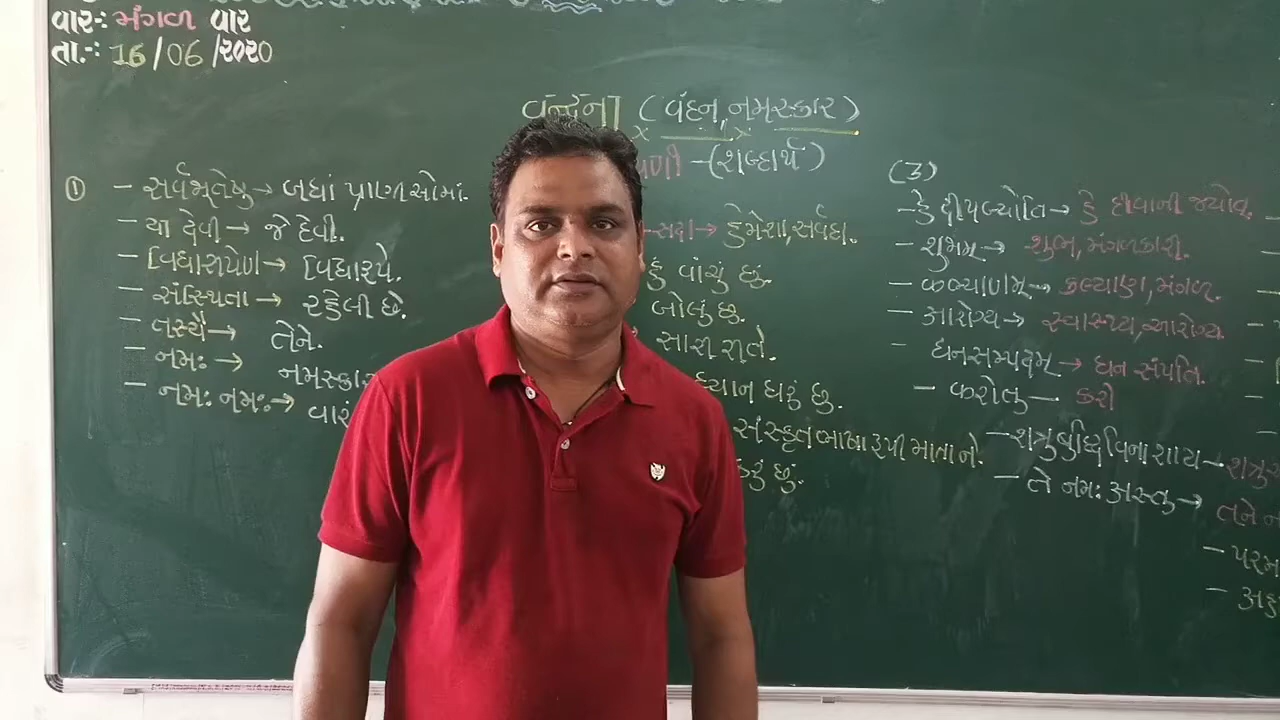 વાર-: મંગળ વાર
તા.-: 16/06/૨૦૨૦
વન્દના (વંદન, નમસ્કાર)
-(શબ્દાર્થ)
①
- સર્વભૂતેષુ → બધાં પ્રાણીઓમાં.
- યા દેવી → જે દેવી.
- વિદ્યારૂપેણ → વિદ્યારૂપે.
- સંસ્થિતા → રહેલી છે.
- તસ્યૈ → તેને.
- નમઃ → નમસ્કાર
- નમઃ નમઃ →
-સદા → હંમેશા, સર્વદા.
હું વાંચું છું.
બોલું છુ.
સારી રીતે.
ધ્યાન ધરું છુ.
સંસ્કૃત ભાષા રૂપી માતા ને.
કરું છું.
(૩)
- હે દીપજ્યોતિ → હે દીવાની જ્યોત.
- શુભમ્ → શુભ, મંગળકારી.
- કલ્યાણમ્ → કલ્યાણ, મંગળ.
- આરોગ્ય → સ્વાસ્થ્ય, આરોગ્ય.
- ધનસમ્પદમ્ → ધન સંપતિ.
- કરોતુ — કરો
- શત્રુબુદ્ધિ વિનાશાય →
- તે નમઃ અસ્તુ → તને